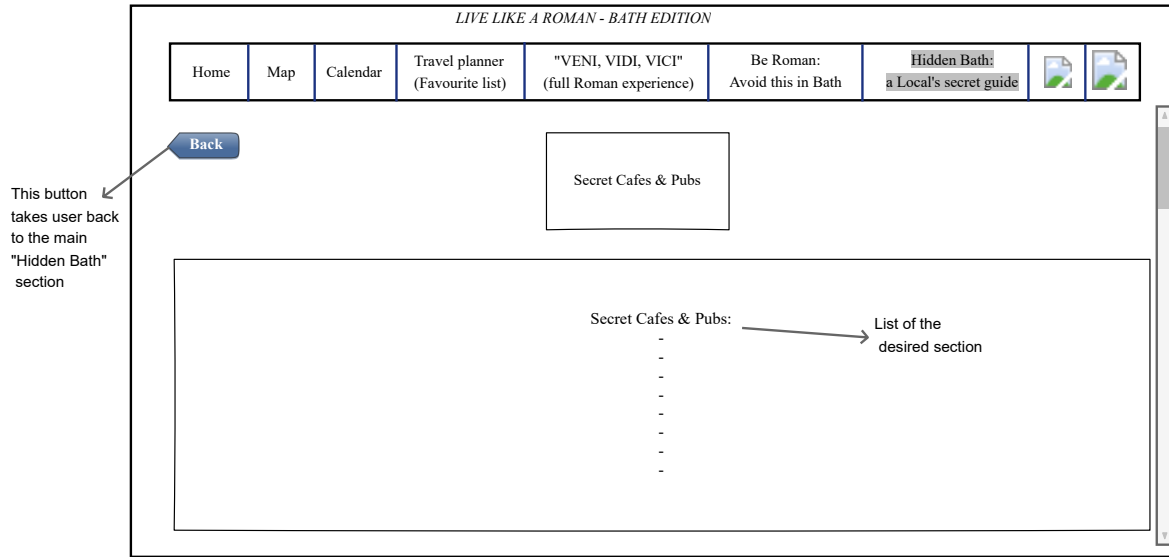 LIVE LIKE A ROMAN - BATH EDITION
Home
Map
Calendar
Travel planner
(Favourite list)
"VENI, VIDI, VICI"
(full Roman experience)
Be Roman:
Avoid this in Bath
Hidden Bath:
a Local's secret guide
Back
This button
takes user back
to the main
"Hidden Bath"
section
Secret Cafes & Pubs
Secret Cafes & Pubs:
-
-
-
-
-
-
-
-
List of the
desired section